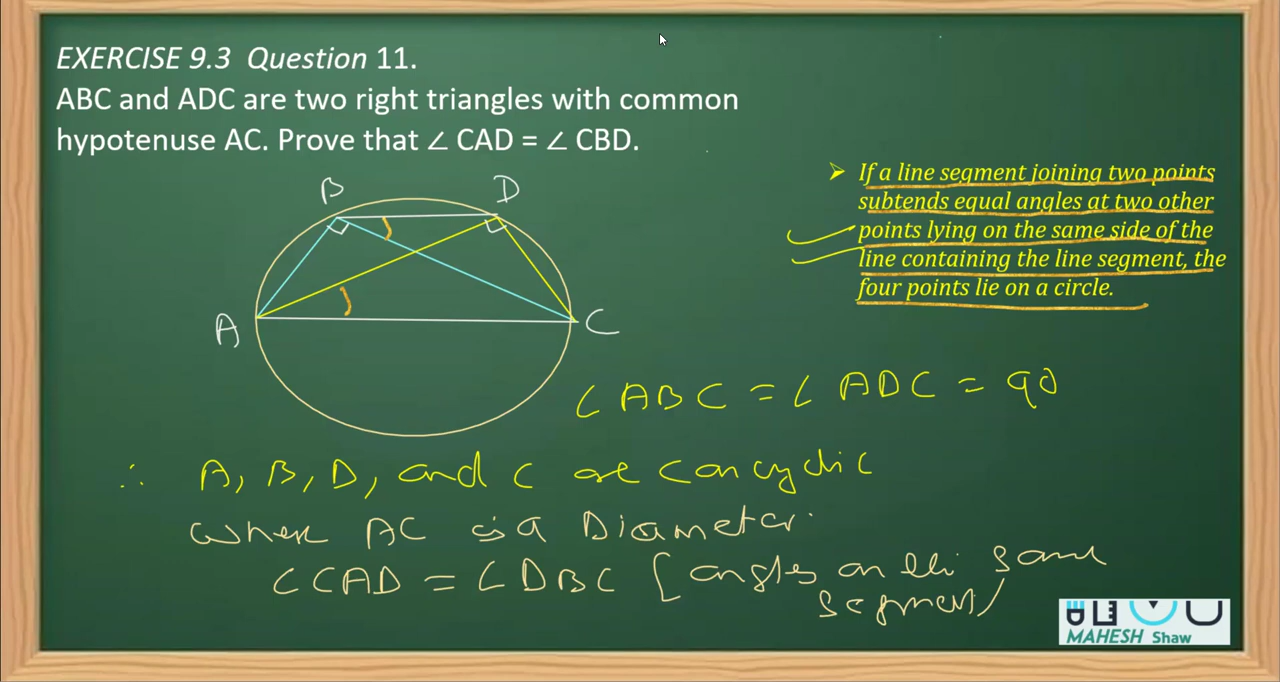 EXERCISE 9.3 Question 11.
ABC and ADC are two right triangles with common
hypotenuse AC. Prove that ∠ CAD = ∠ CBD.
➢ If a line segment joining two points
subtends equal angles at two other
points lying on the same side of the
line containing the line segment, the
four points lie on a circle.
B
D
A
C
∠ABC = ∠ADC = 90
∴ A, B, D, and C are concyclic
where AC is a Diameter.
∠CAD = ∠DBC [angles on the same
segment]
MAHESH Shaw